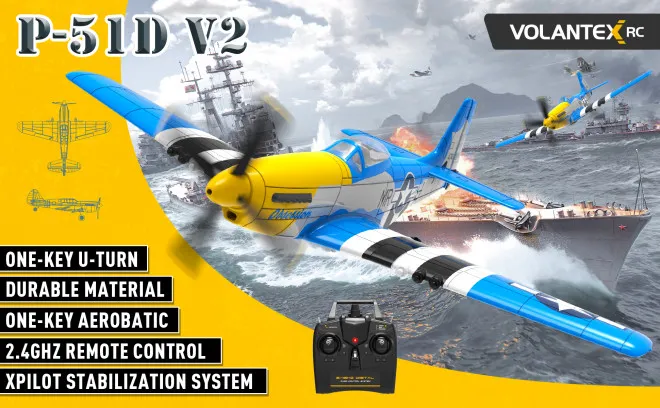 P-51D V2
VOLANTEX RC
ONE-KEY U-TURN
DURABLE MATERIAL
ONE-KEY AEROBATIC
2.4GHZ REMOTE CONTROL
XPILOT STABILIZATION SYSTEM